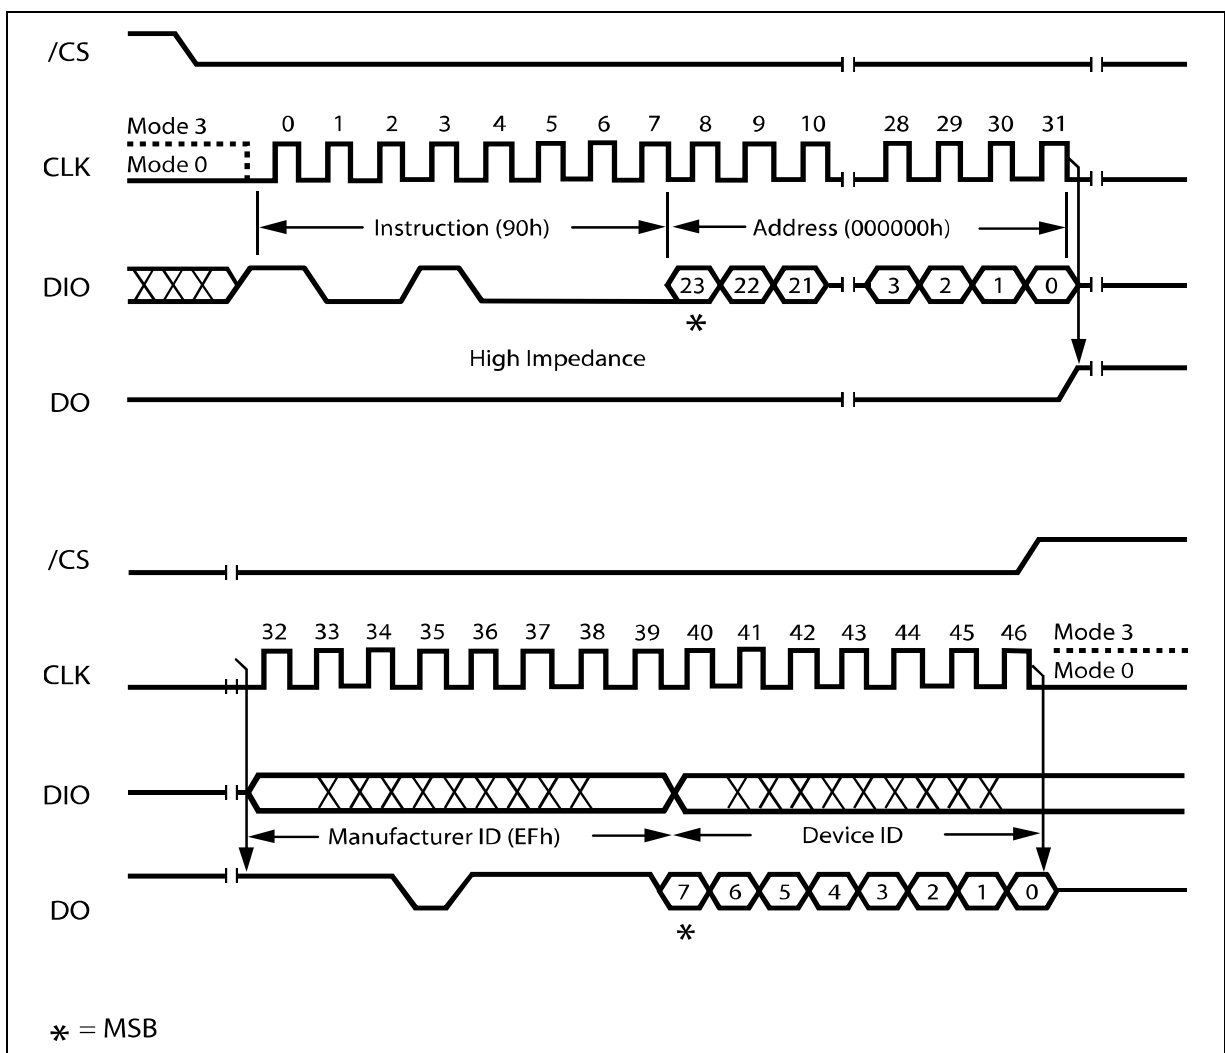 /CS
Mode 3
0 1 2 3 4 5 6 7 8 9 10 28 29 30 31
CLK
Mode 0
Instruction (90h) Address (000000h)
DIO
23 22 21 3 2 1 0
*
High Impedance
DO
/CS
32 33 34 35 36 37 38 39 40 41 42 43 44 45 46
Mode 3
CLK
Mode 0
DIO
Manufacturer ID (EFh) Device ID
DO
7 6 5 4 3 2 1 0
*
* = MSB